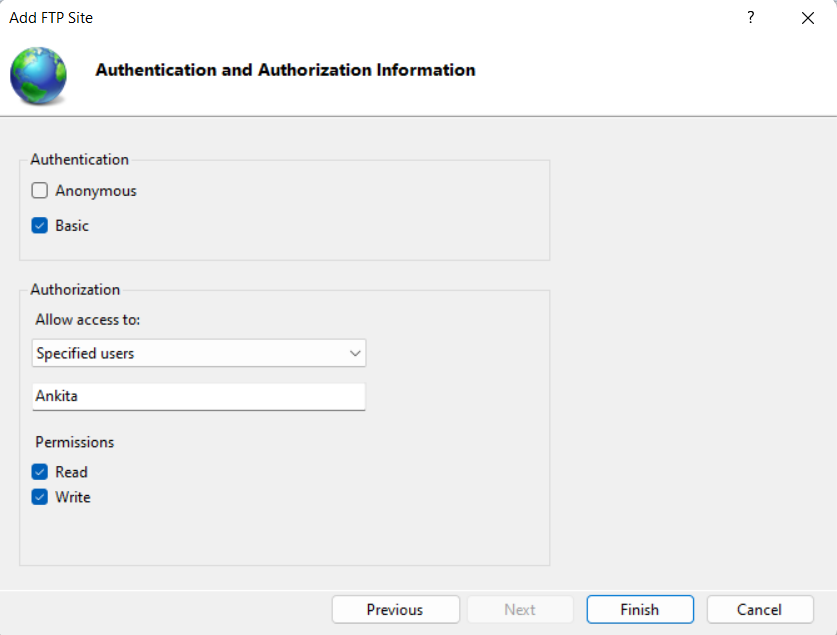 Add FTP Site
?
Authentication and Authorization Information
Authentication
Anonymous
Basic
Authorization
Allow access to:
Specified users
Ankita
Permissions
Read
Write
Previous Next Finish Cancel